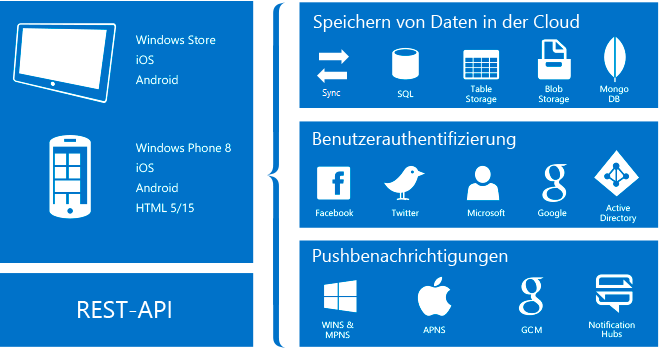 Windows Store
iOS
Android
Windows Phone 8
iOS
Android
HTML 5/15
REST-API
Speichern von Daten in der Cloud
Sync
SQL
Table
Storage
Blob
Storage
Mongo
DB
Benutzerauthentifizierung
Facebook
Twitter
Microsoft
Google
Active
Directory
Pushbenachrichtigungen
WINS &
MPNS
APNS
GCM
Notification
Hubs